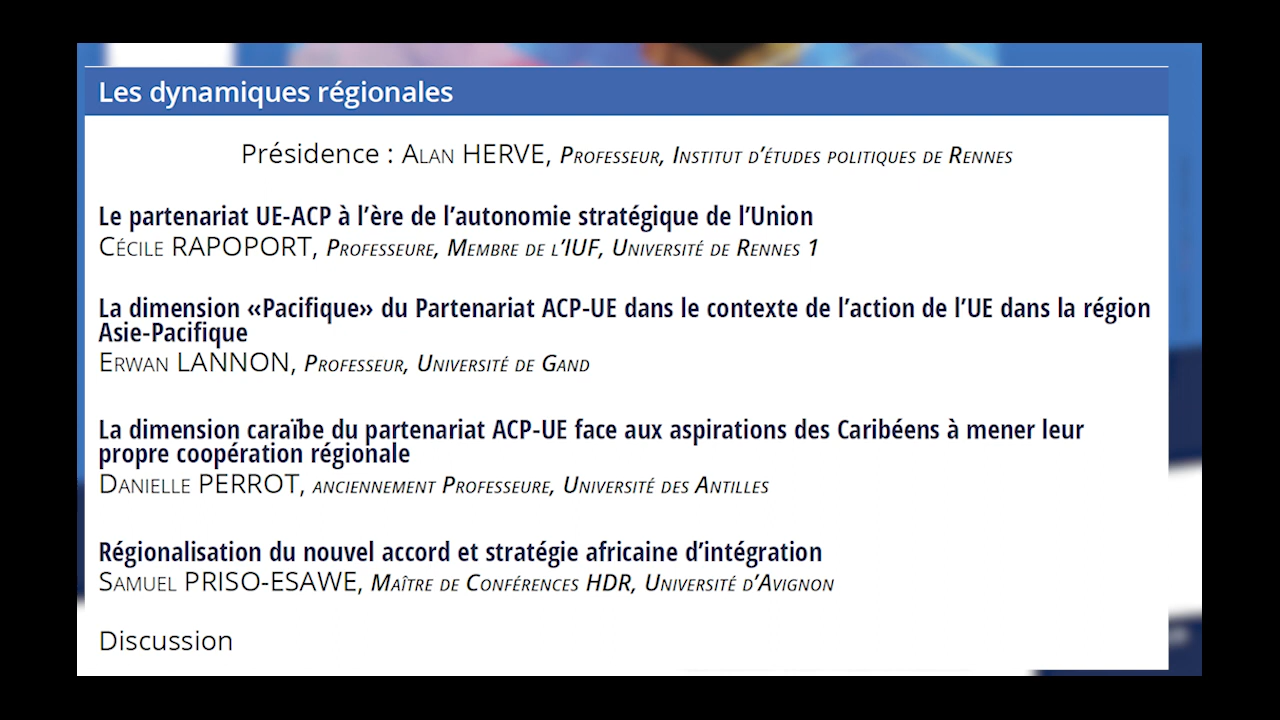 Les dynamiques régionales
Présidence : Alan HERVE, Professeur, Institut d’études politiques de Rennes
Le partenariat UE-ACP à l’ère de l’autonomie stratégique de l’Union
Cécile RAPOPORT, Professeure, Membre de l’IUF, Université de Rennes 1
La dimension «Pacifique» du Partenariat ACP-UE dans le contexte de l’action de l’UE dans la région
Asie-Pacifique
Erwan LANNON, Professeur, Université de Gand
La dimension caraïbe du partenariat ACP-UE face aux aspirations des Caribéens à mener leur
propre coopération régionale
Danielle PERROT, anciennement Professeure, Université des Antilles
Régionalisation du nouvel accord et stratégie africaine d’intégration
Samuel PRISO-ESAWE, Maître de Conférences HDR, Université d’Avignon
Discussion